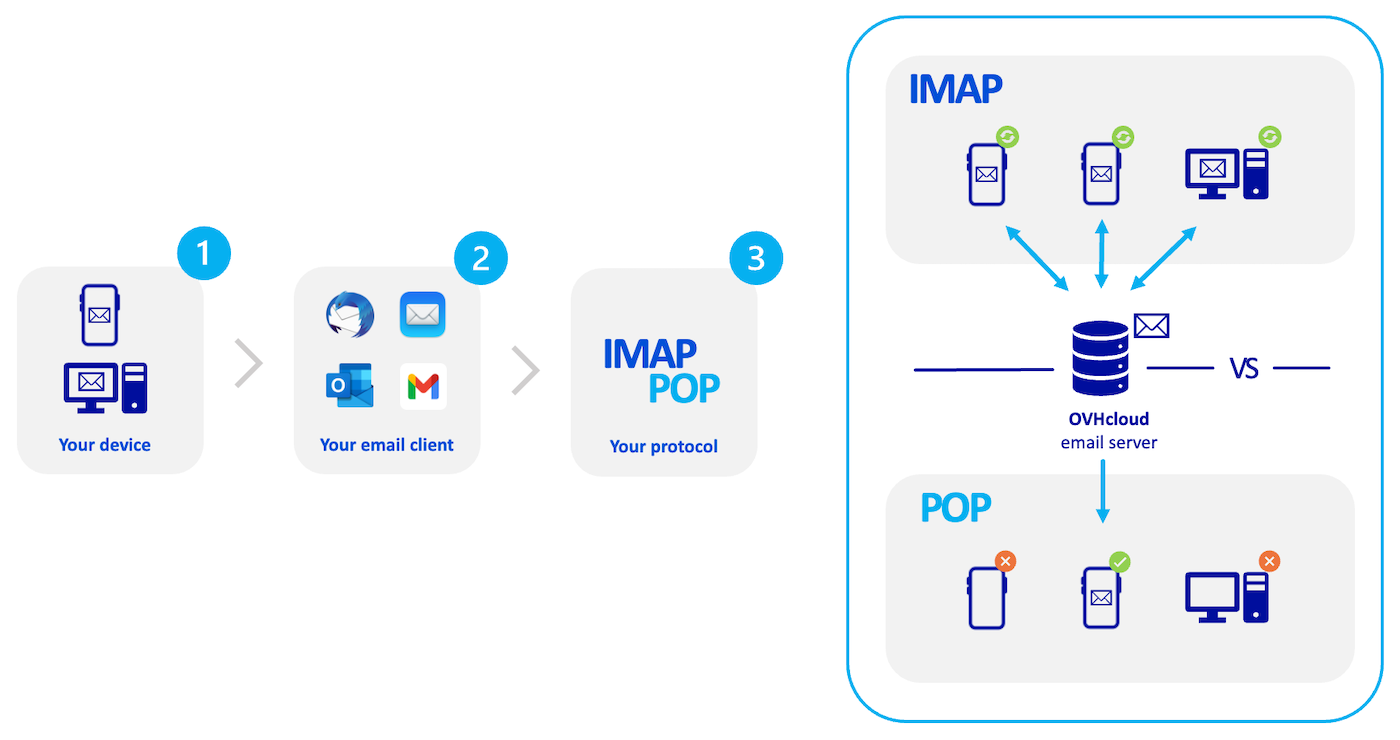 1
Your device
2
O
Your email client
3
IMAP
POP
Your protocol
IMAP
VS
OVHcloud
email server
POP